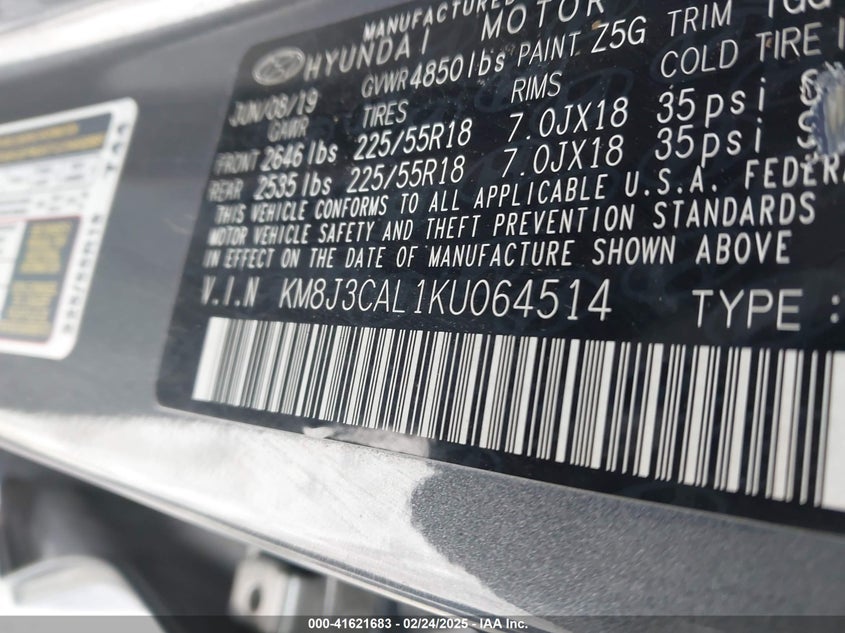 MANUFACTURED
HYUNDAI MOTOR
JUN/08/19 GVWR 4850lbs PAINT Z5G TRIM
GAWR TIRES RIMS COLD TIRE
FRONT 2646 lbs 225/55R18 7.0JX18 35psi
REAR 2535 lbs 225/55R18 7.0JX18 35psi
THIS VEHICLE CONFORMS TO ALL APPLICABLE U.S.A. FEDERA
MOTOR VEHICLE SAFETY AND THEFT PREVENTION STANDARDS
IN EFFECT ON THE DATE OF MANUFACTURE SHOWN ABOVE
V.I.N KM8J3CAL1KU064514 TYPE :
000-41621683 - 02/24/2025 - IAA Inc.